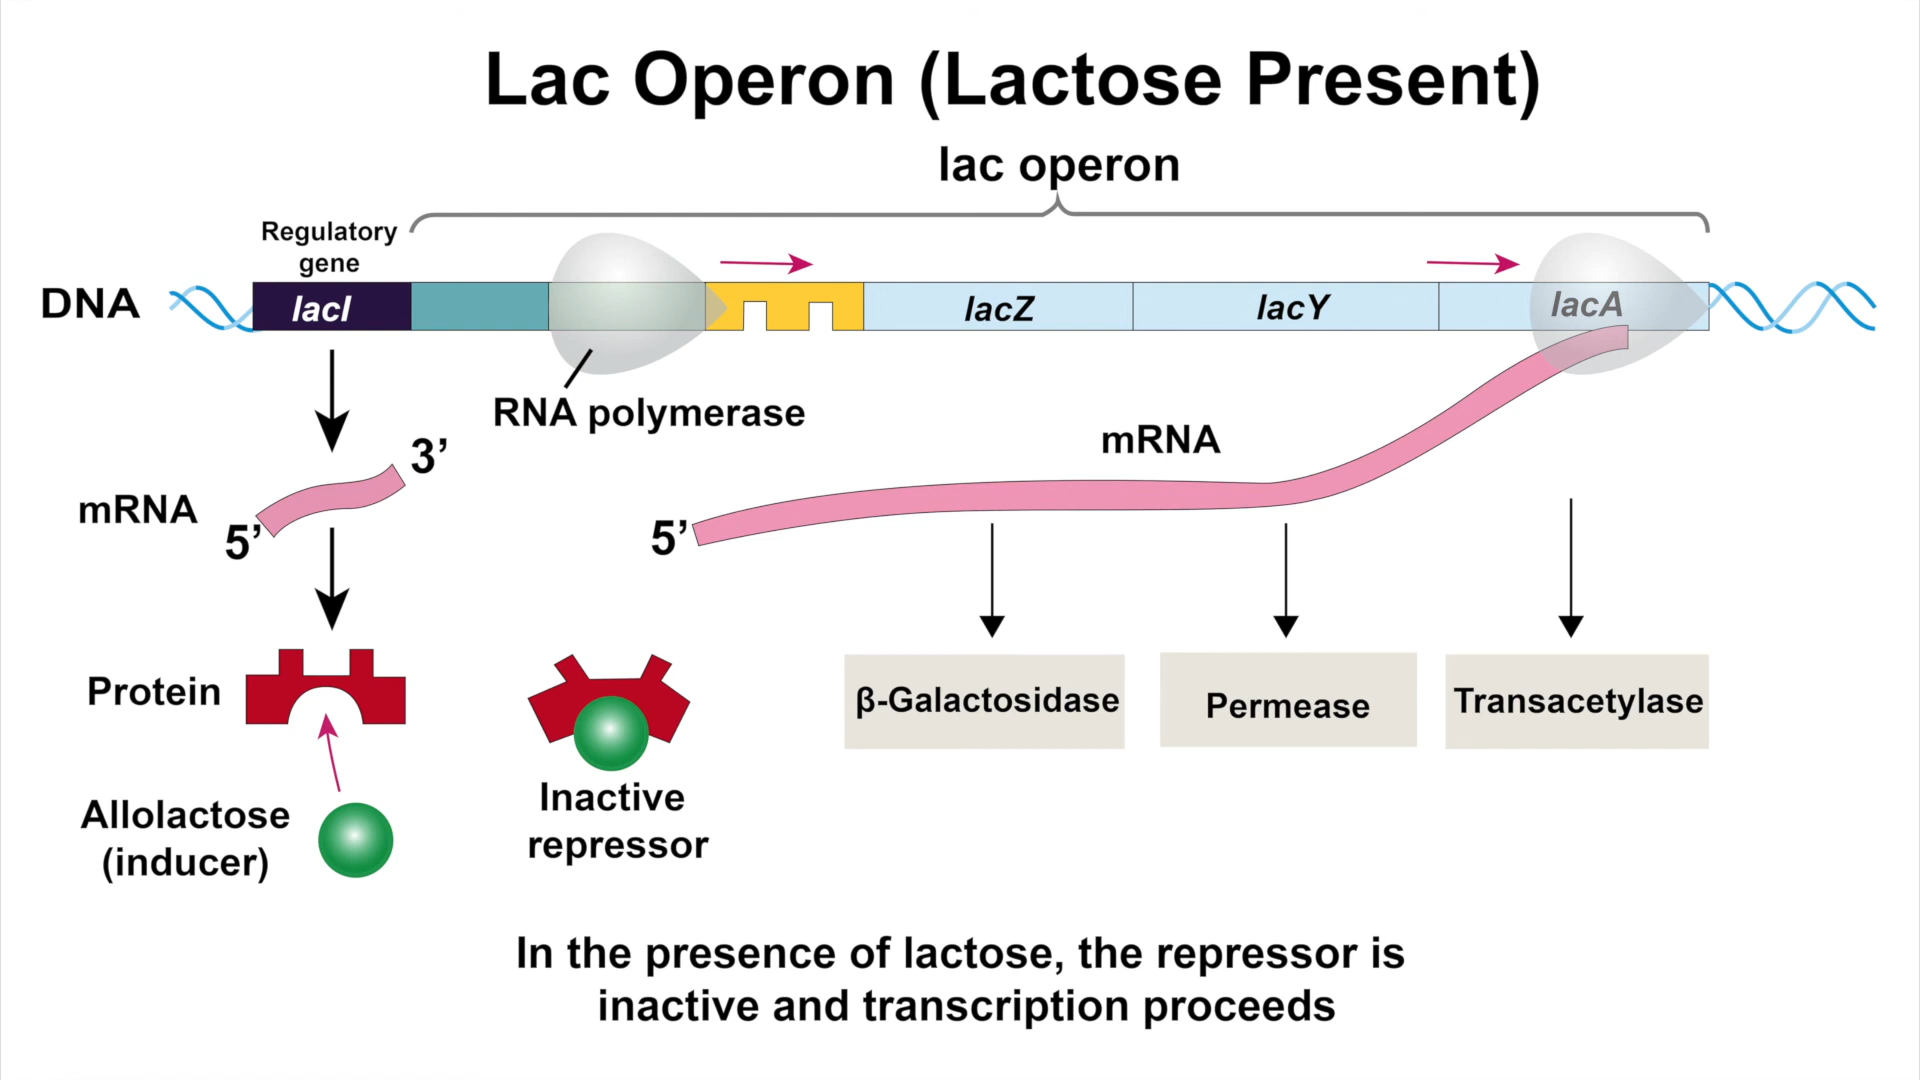 Lac Operon (Lactose Present)
lac operon
Regulatory
gene
DNA
lacI
lacZ
lacY
lacA
RNA polymerase
mRNA
3’
5’
mRNA
5’
Protein
β-Galactosidase
Permease
Transacetylase
Allolactose
(inducer)
Inactive
repressor
In the presence of lactose, the repressor is
inactive and transcription proceeds